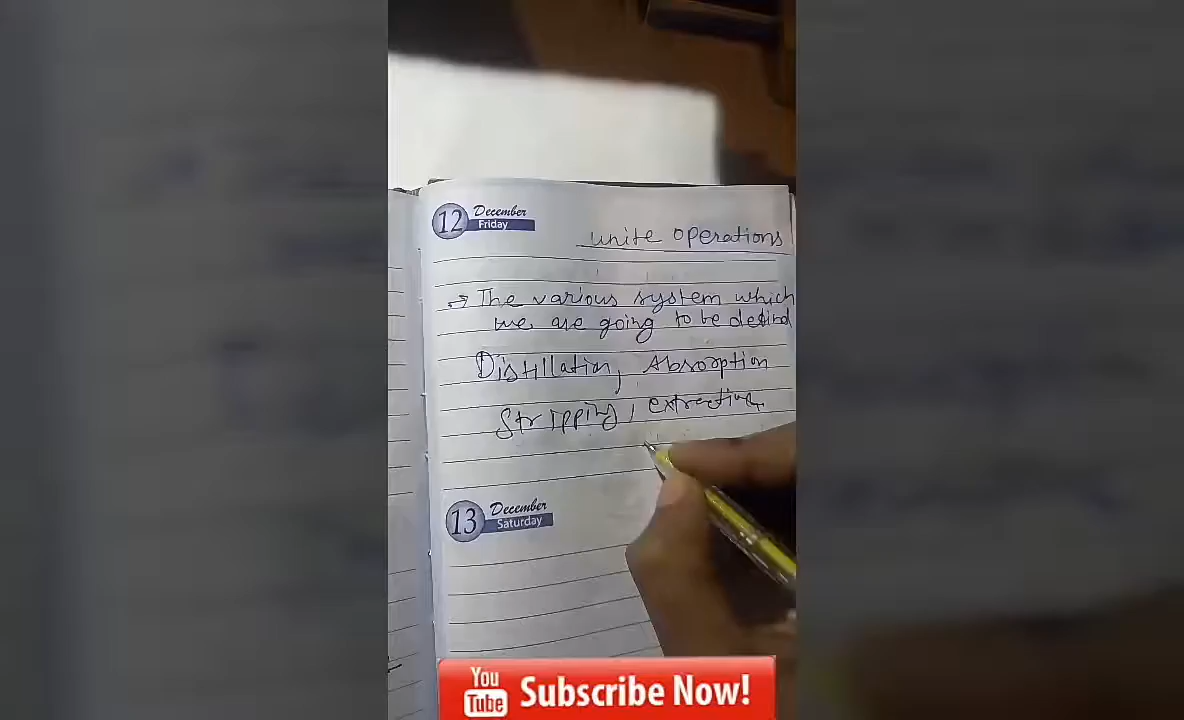 12 December
Friday
unite operations
→ The various system which
we are going to be desind
Distillation, Absorption
Stripping, extraction
13 December
Saturday
You
Tube
Subscribe Now!